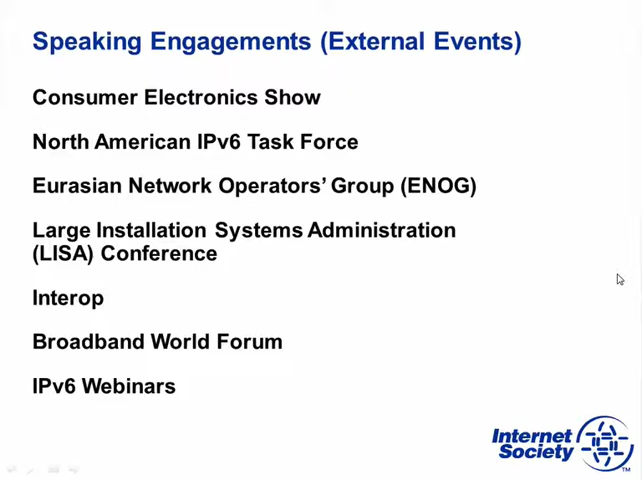 Speaking Engagements (External Events)
Consumer Electronics Show
North American IPv6 Task Force
Eurasian Network Operators’ Group (ENOG)
Large Installation Systems Administration
(LISA) Conference
Interop
Broadband World Forum
IPv6 Webinars
Internet
Society
TM